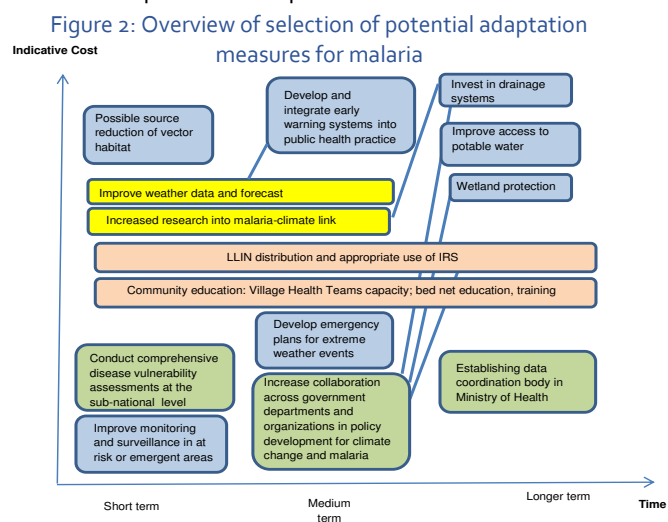 Figure 2: Overview of selection of potential adaptation
measures for malaria
Indicative Cost
Possible source
reduction of vector
habitat
Develop and
integrate early
warning systems into
public health practice
Invest in drainage
systems
Improve access to
potable water
Wetland protection
Improve weather data and forecast
Increased research into malaria-climate link
LLIN distribution and appropriate use of IRS
Community education: Village Health Teams capacity; bed net education, training
Develop emergency
plans for extreme
weather events
Conduct comprehensive
disease vulnerability
assessments at the
sub-national level
Increase collaboration
across government
departments and
organizations in policy
development for climate
change and malaria
Establishing data
coordination body in
Ministry of Health
Improve monitoring
and surveillance in at
risk or emergent areas
Short term
Medium
term
Longer term
Time